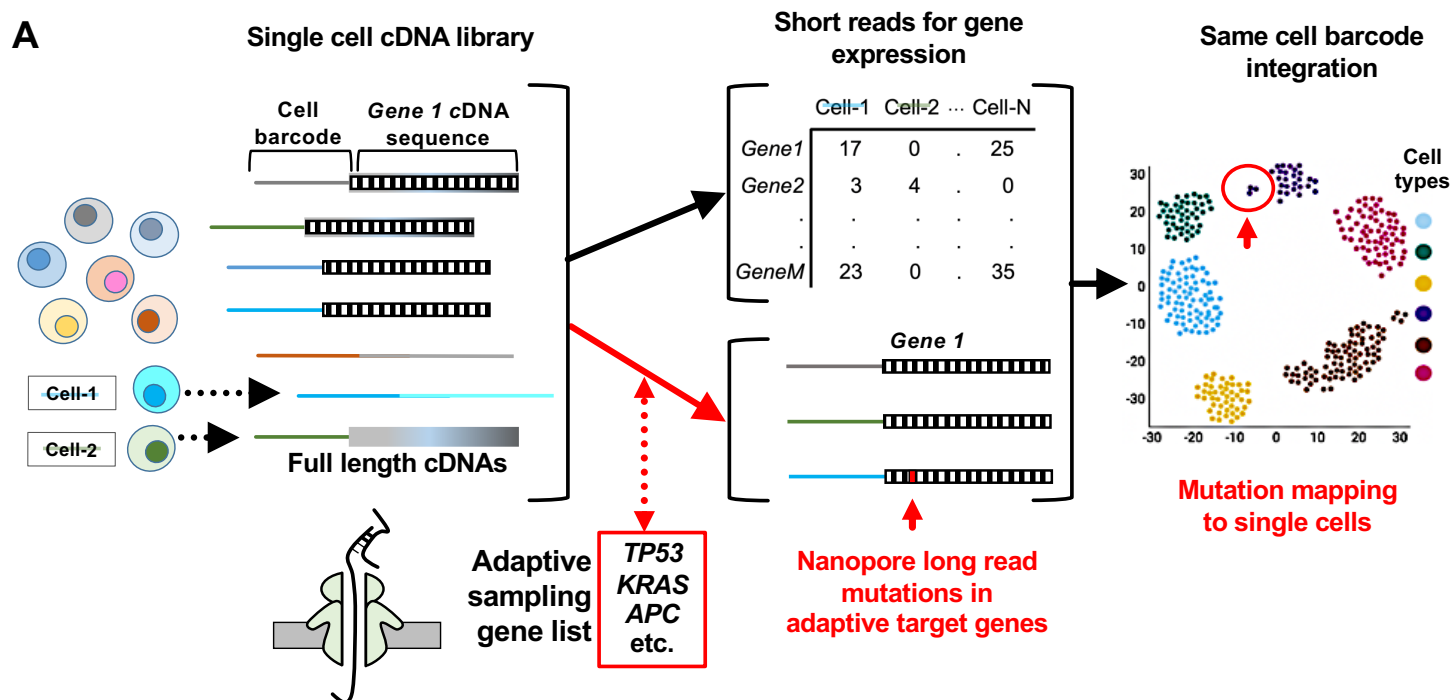 A
Single cell cDNA library
Cell
barcode
Gene 1 cDNA
sequence
Cell-1
Cell-2
Full length cDNAs
Adaptive
sampling
gene list
TP53
KRAS
APC
etc.
Short reads for gene
expression
Cell-1 Cell-2 ... Cell-N
Gene1 17 0 . 25
Gene2 3 4 . 0
. . . .
. . . .
GeneM 23 0 . 35
Gene 1
Nanopore long read
mutations in
adaptive target genes
Same cell barcode
integration
Cell
types
30
20
10
0
-10
-20
-30
-30 -20 -10 0 10 20 30
Mutation mapping
to single cells